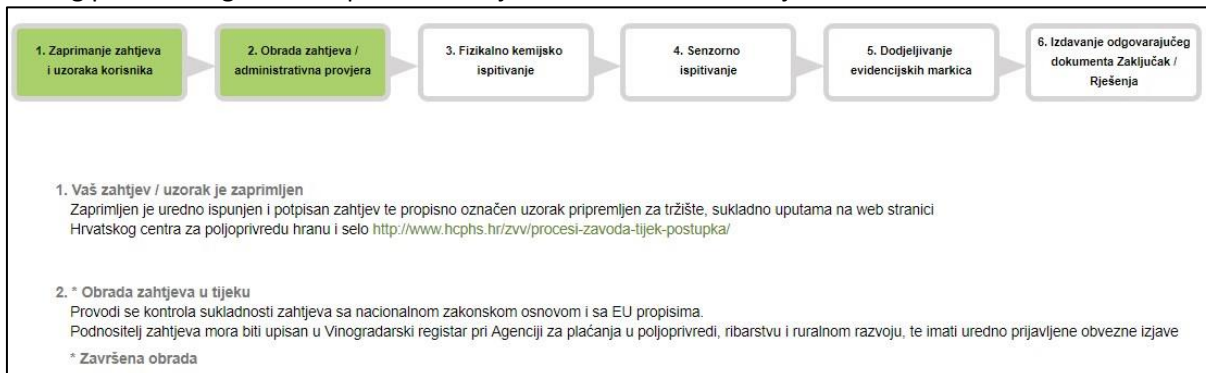 1. Zaprimanje zahtjeva
i uzoraka korisnika
2. Obrada zahtjeva /
administrativna provjera
3. Fizikalno kemijsko
ispitivanje
4. Senzorno
ispitivanje
5. Dodjeljivanje
evidencijskih markica
6. Izdavanje odgovarajućeg
dokumenta Zaključak /
Rješenja
1. Vaš zahtjev / uzorak je zaprimljen
Zaprimljen je uredno ispunjen i potpisan zahtjev te propisno označen uzorak pripremljen za tržište, sukladno uputama na web stranici
Hrvatskog centra za poljoprivredu hranu i selo http://www.hcphs.hr/zvv/procesi-zavoda-tijek-postupka/
2. * Obrada zahtjeva u tijeku
Provodi se kontrola sukladnosti zahtjeva sa nacionalnom zakonskom osnovom i sa EU propisima.
Podnositelj zahtjeva mora biti upisan u Vinogradarski registar pri Agenciji za plaćanja u poljoprivredi, ribarstvu i ruralnom razvoju, te imati uredno prijavljene obvezne izjave
* Završena obrada